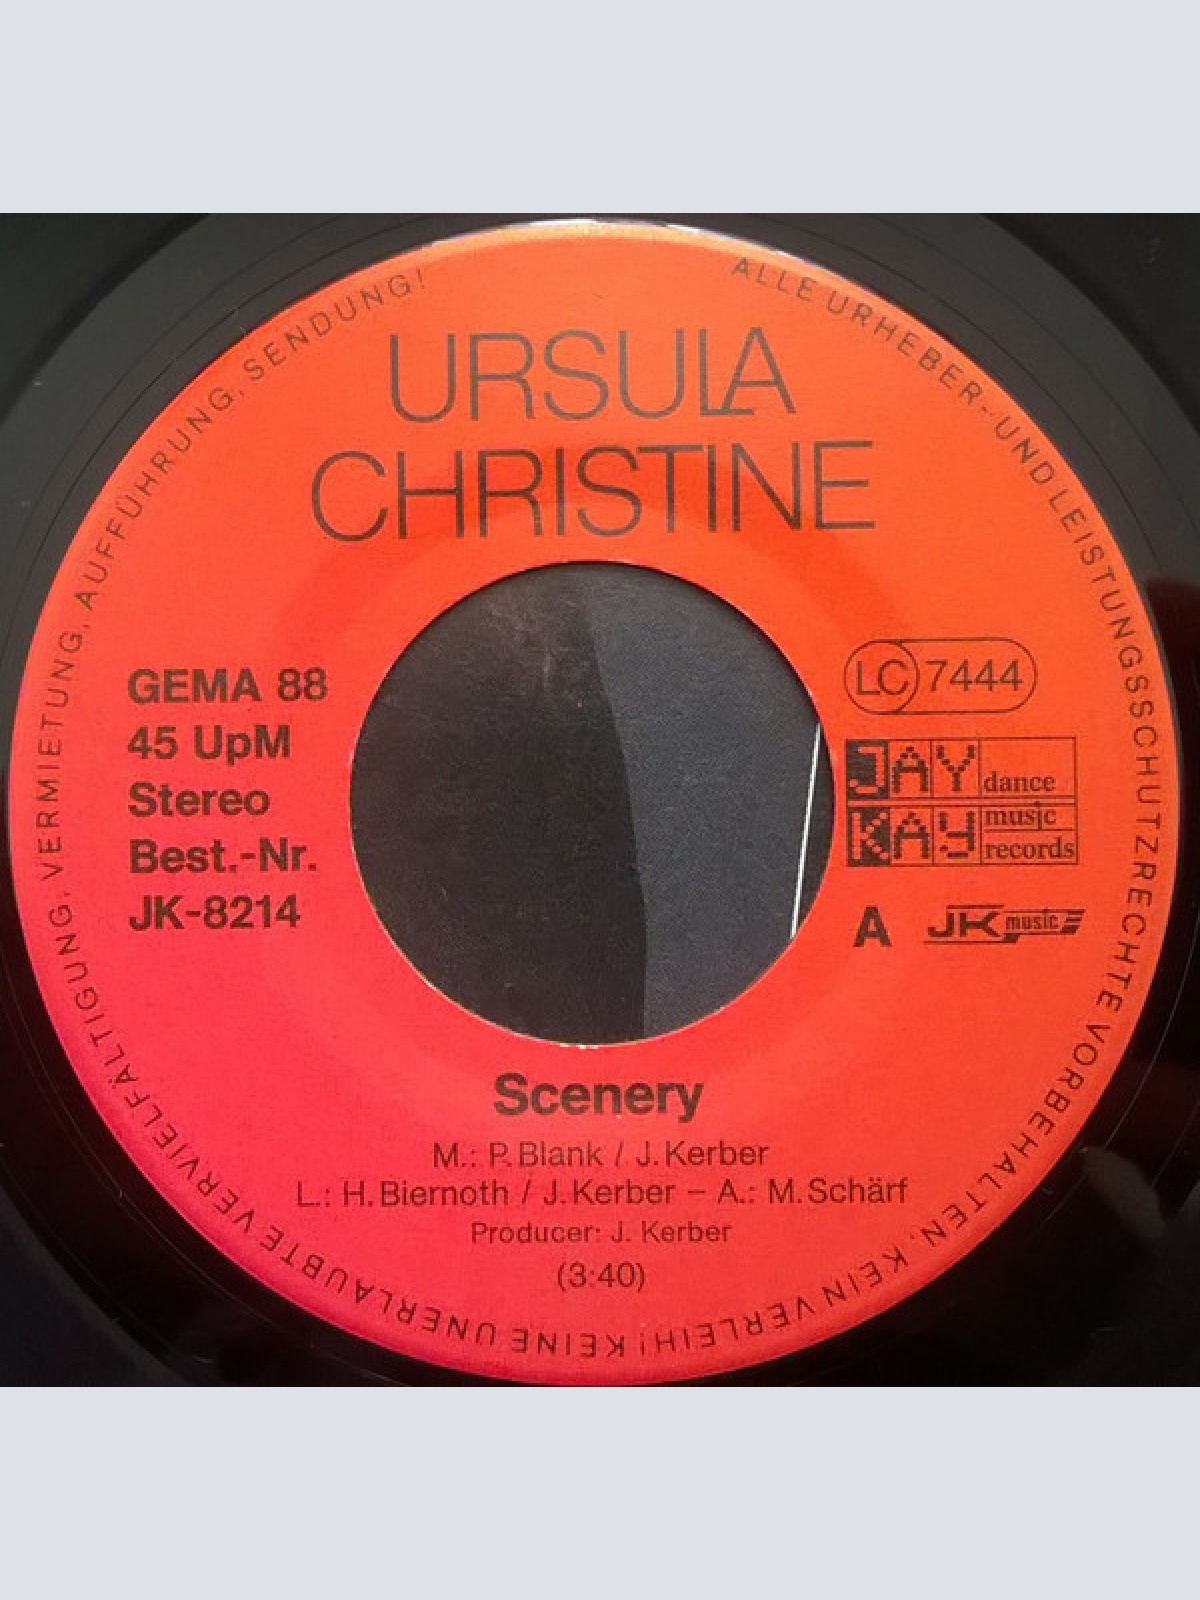 URSULA
CHRISTINE
GEMA 88
45 UpM
Stereo
Best.-Nr.
JK-8214
LC 7444
JAY dance
KAY music
records
A JK music
Scenery
M.: P. Blank / J. Kerber
L.: H. Biernoth / J. Kerber – A.: M. Schärf
Producer: J. Kerber
(3:40)
ALLE URHEBER- UND LEISTUNGSSCHUTZRECHTE VORBEHALTEN, KEIN VERLEIH! KEINE UNERLAUBTE VERVIELFÄLTIGUNG, VERMIETUNG, AUFFÜHRUNG, SENDUNG!